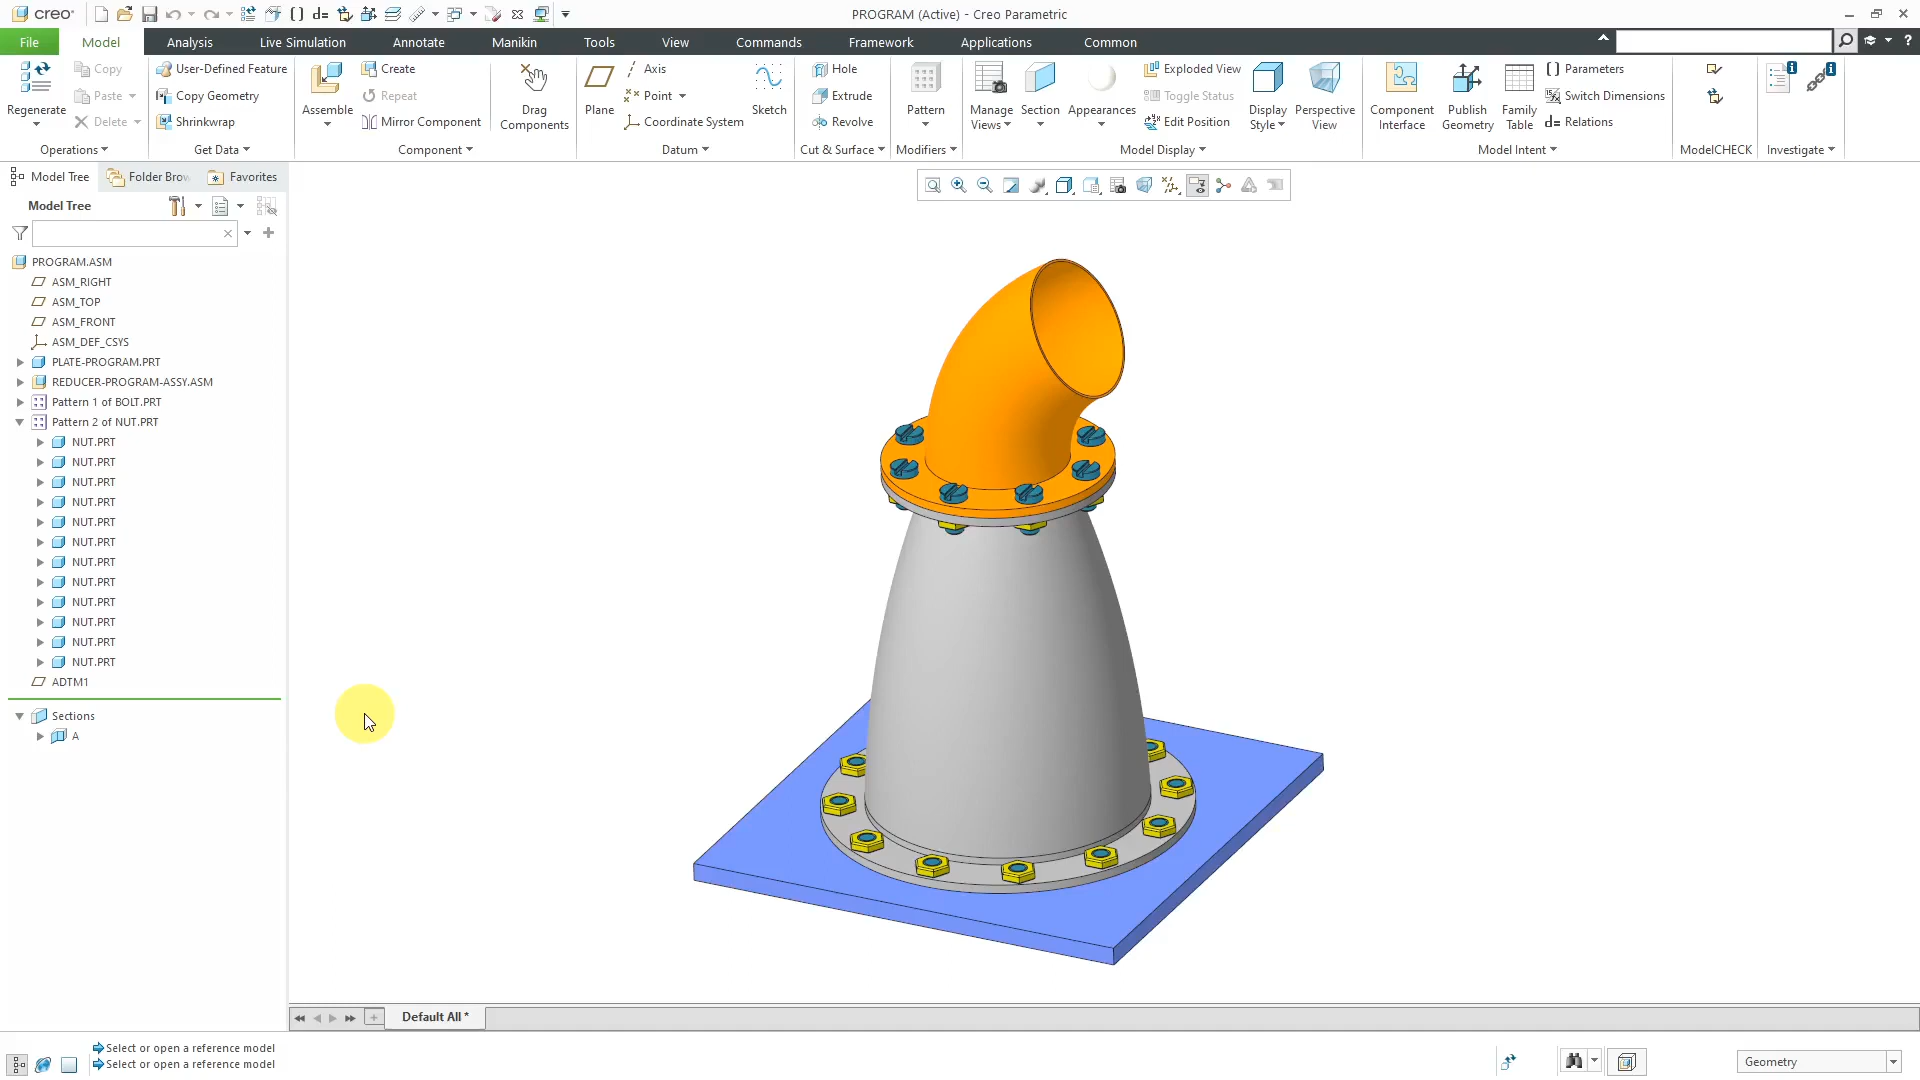 creo
PROGRAM (Active) - Creo Parametric
File Model Analysis Live Simulation Annotate Manikin Tools View Commands Framework Applications Common
Regenerate
Copy
Paste
Delete
Operations
User-Defined Feature
Copy Geometry
Shrinkwrap
Get Data
Assemble
Create
Repeat
Mirror Component
Drag
Components
Component
Plane
Axis
Point
Coordinate System
Sketch
Datum
Hole
Extrude
Revolve
Cut & Surface
Pattern
Modifiers
Manage
Views
Section
Appearances
Exploded View
Toggle Status
Edit Position
Display
Style
Perspective
View
Model Display
Component
Interface
Publish
Geometry
Family
Table
Parameters
Switch Dimensions
d= Relations
Model Intent
ModelCHECK
Investigate
Model Tree
Folder Brow
Favorites
Model Tree
PROGRAM.ASM
ASM_RIGHT
ASM_TOP
ASM_FRONT
ASM_DEF_CSYS
PLATE-PROGRAM.PRT
REDUCER-PROGRAM-ASSY.ASM
Pattern 1 of BOLT.PRT
Pattern 2 of NUT.PRT
NUT.PRT
NUT.PRT
NUT.PRT
NUT.PRT
NUT.PRT
NUT.PRT
NUT.PRT
NUT.PRT
NUT.PRT
NUT.PRT
NUT.PRT
NUT.PRT
ADTM1
Sections
A
Default All *
Select or open a reference model
Select or open a reference model
Geometry